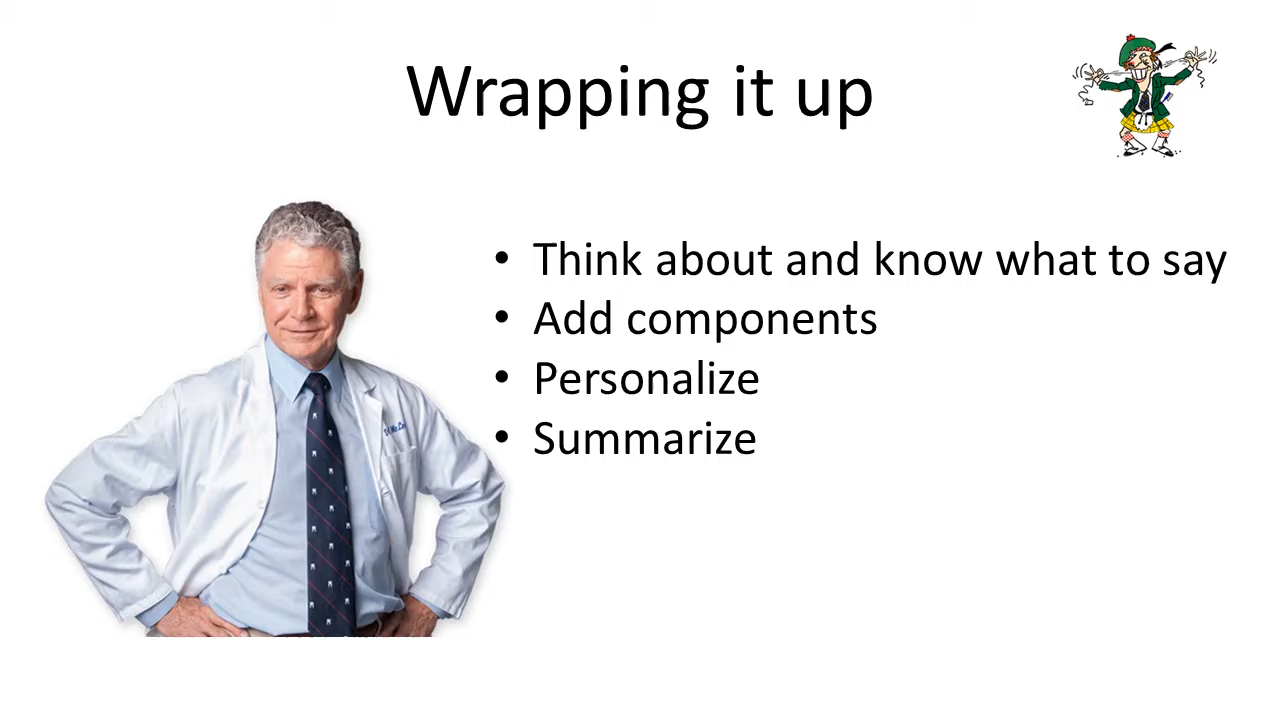 Wrapping it up
• Think about and know what to say
• Add components
• Personalize
• Summarize